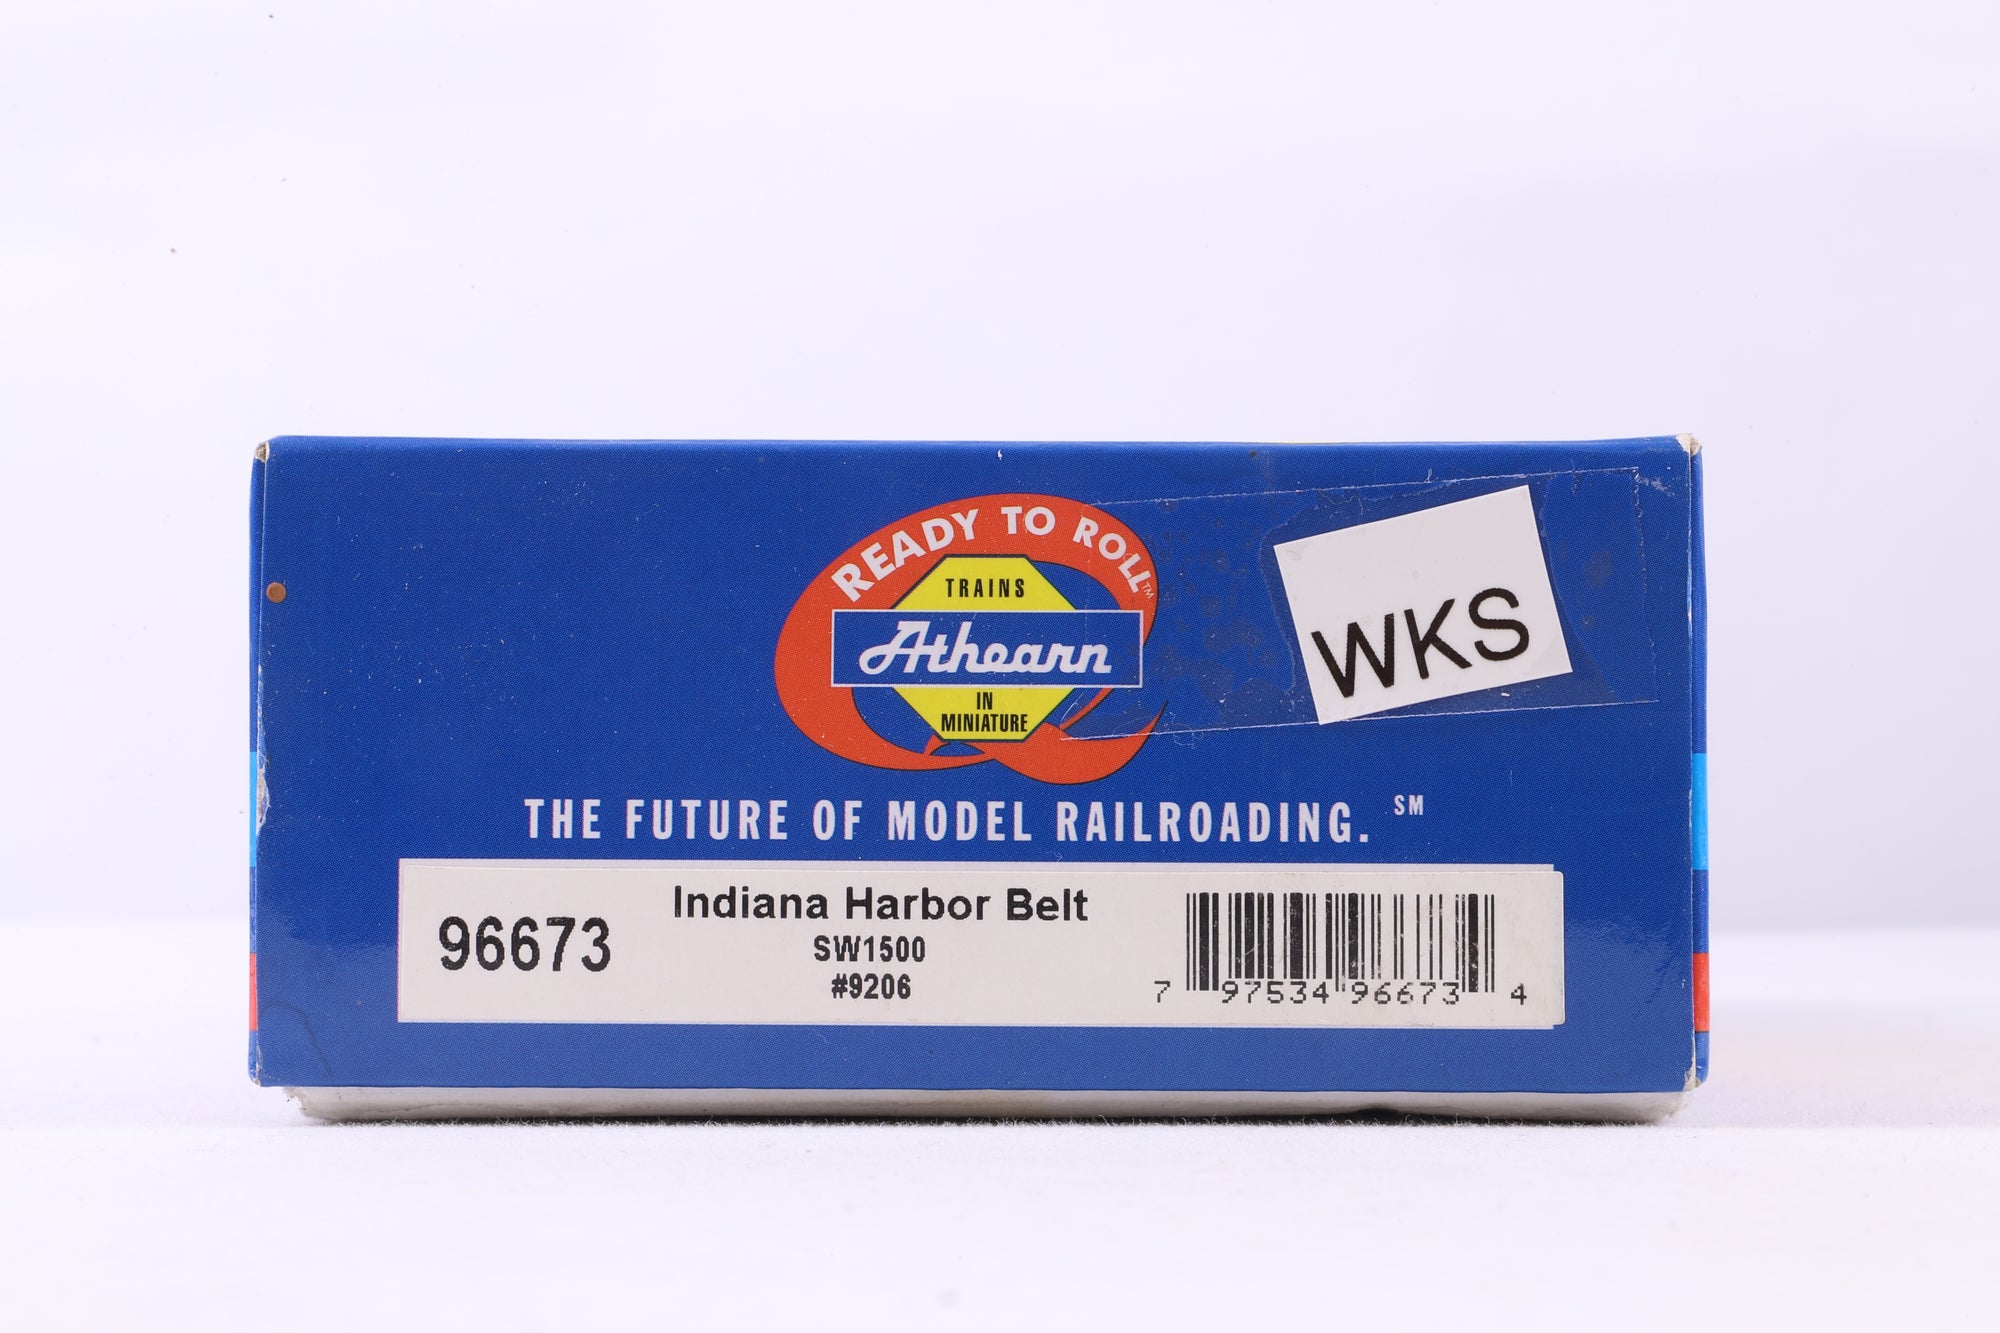 READY TO ROLL™
TRAINS
Athearn
IN
MINIATURE
WKS
THE FUTURE OF MODEL RAILROADING. ℠
96673
Indiana Harbor Belt
SW1500
#9206
7 97534 96673 4